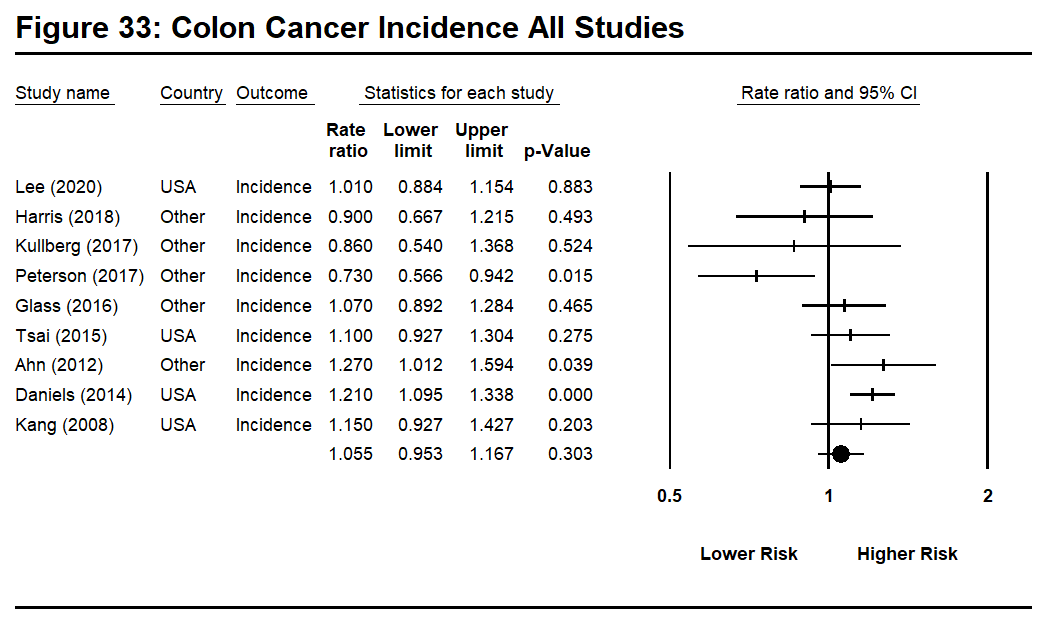 Figure 33: Colon Cancer Incidence All Studies
Study name Country Outcome Statistics for each study Rate ratio and 95% CI
Rate Lower Upper
ratio limit limit p-Value
Lee (2020) USA Incidence 1.010 0.884 1.154 0.883
Harris (2018) Other Incidence 0.900 0.667 1.215 0.493
Kullberg (2017) Other Incidence 0.860 0.540 1.368 0.524
Peterson (2017) Other Incidence 0.730 0.566 0.942 0.015
Glass (2016) Other Incidence 1.070 0.892 1.284 0.465
Tsai (2015) USA Incidence 1.100 0.927 1.304 0.275
Ahn (2012) Other Incidence 1.270 1.012 1.594 0.039
Daniels (2014) USA Incidence 1.210 1.095 1.338 0.000
Kang (2008) USA Incidence 1.150 0.927 1.427 0.203
1.055 0.953 1.167 0.303
0.5 1 2
Lower Risk Higher Risk